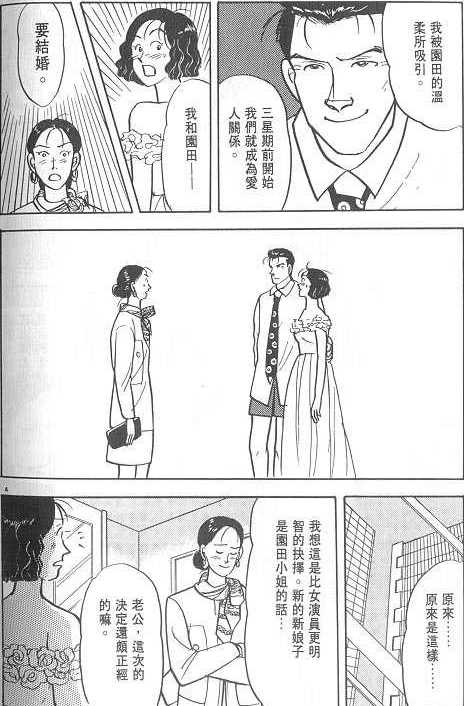 我被園田的溫
柔所吸引。
三星期前開始
我們就成為愛
人關係。
我和園田——
要結婚。
原來⋯⋯
原來是這樣⋯⋯
我想這是比女演員更明
智的抉擇。新的新娘子
是園田小姐的話⋯
老公，這次的
決定還頗正經
的嘛。